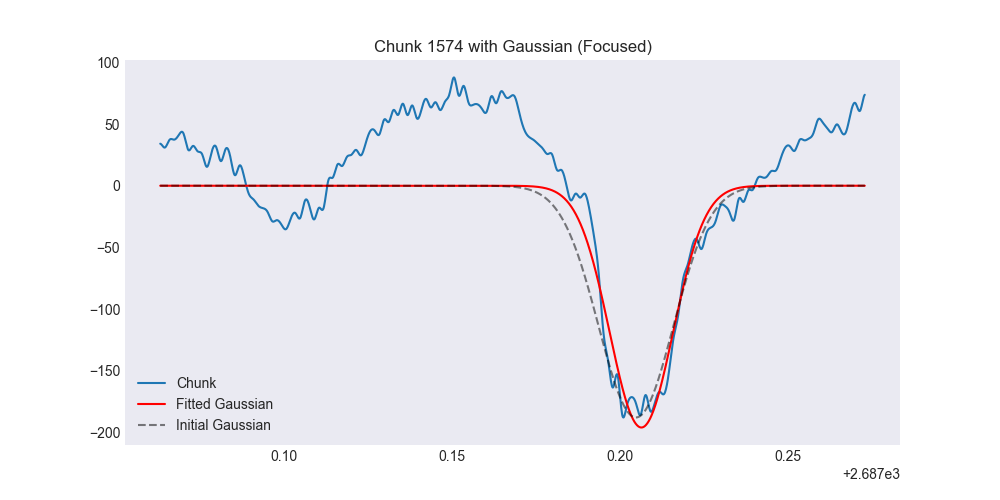 Chunk 1574 with Gaussian (Focused)
100
50
0
−50
−100
−150
−200
Chunk
Fitted Gaussian
Initial Gaussian
0.10 0.15 0.20 0.25
+2.687e3